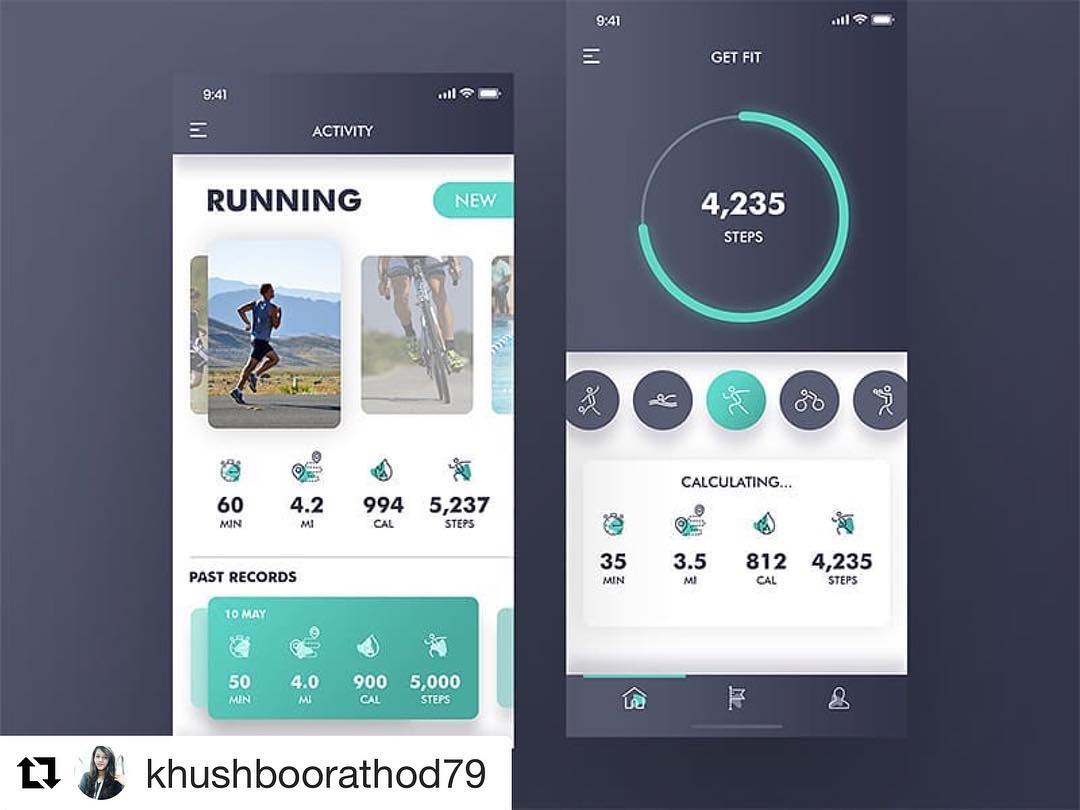 9:41
ACTIVITY
RUNNING
NEW
60 4.2 994 5,237
MIN MI CAL STEPS
PAST RECORDS
10 MAY
50 4.0 900 5,000
MIN MI CAL STEPS
khushboorathod79
9:41
GET FIT
4,235
STEPS
CALCULATING...
35 3.5 812 4,235
MIN MI CAL STEPS